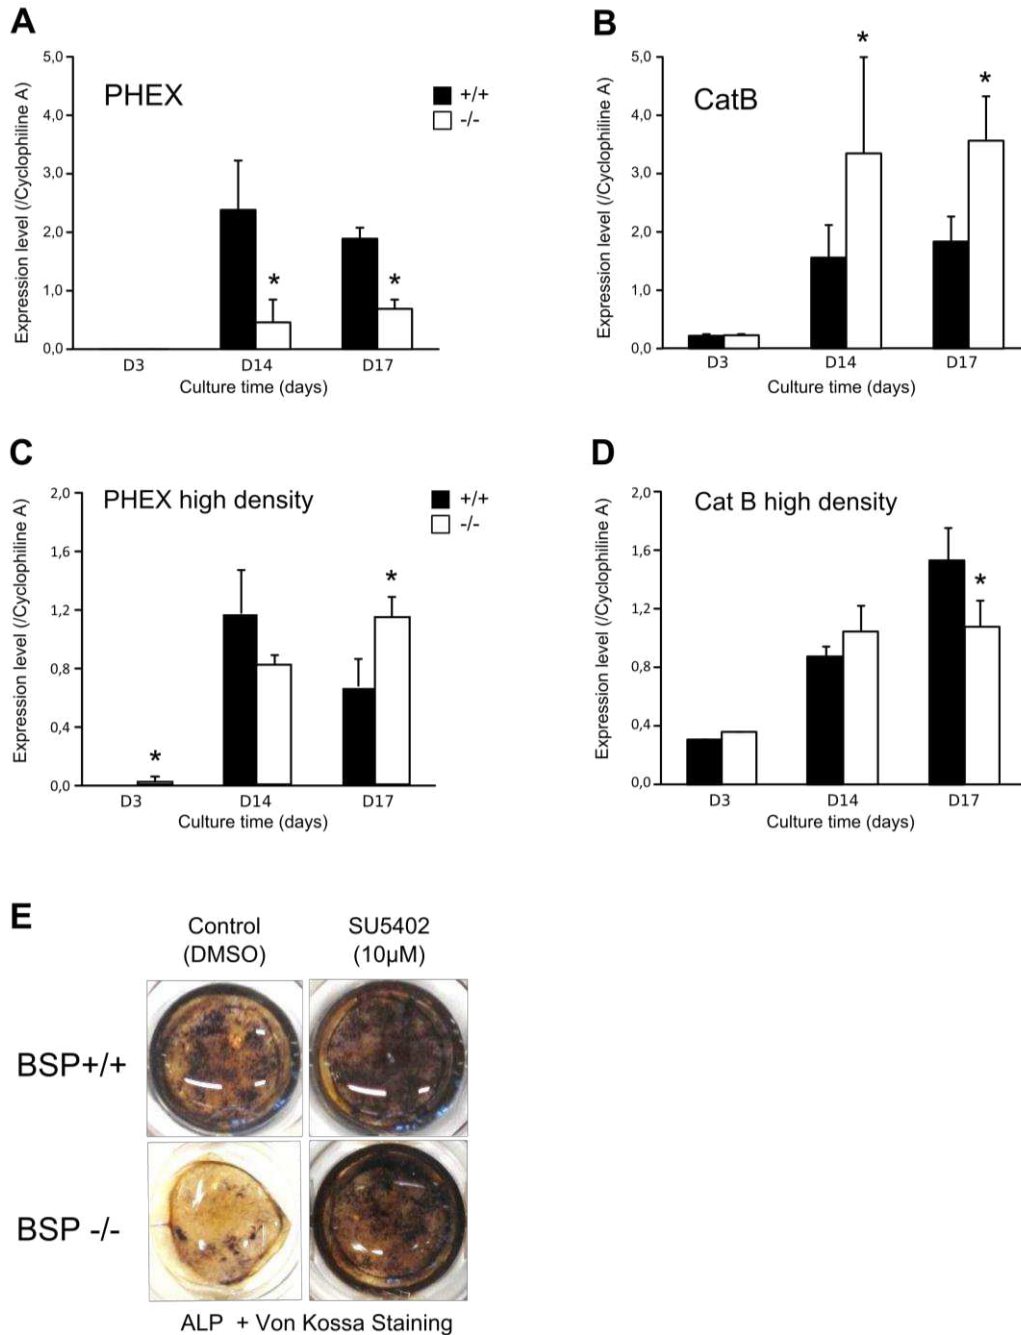 A
PHEX
+/+
-/-
Expression level (/Cyclophiline A)
5,0
4,0
3,0
2,0
1,0
0,0
*
*
D3
D14
D17
Culture time (days)
B
CatB
Expression level (/Cyclophiline A)
5,0
4,0
3,0
2,0
1,0
0,0
*
*
D3
D14
D17
Culture time (days)
C
PHEX high density
+/+
-/-
Expression level (/Cyclophiline A)
2,0
1,6
1,2
0,8
0,4
0,0
*
*
D3
D14
D17
Culture time (days)
D
Cat B high density
Expression level (/Cyclophiline A)
2,0
1,6
1,2
0,8
0,4
0,0
*
D3
D14
D17
Culture time (days)
E
Control
(DMSO)
SU5402
(10µM)
BSP+/+
BSP -/-
ALP + Von Kossa Staining